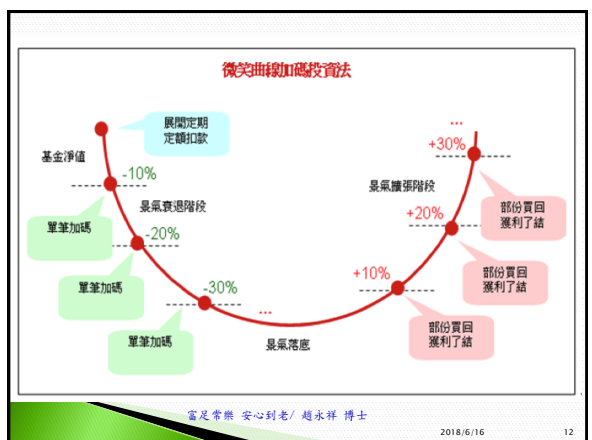 微笑曲線加碼投資法
展開定期
定額扣款
基金淨值
-10%
景氣衰退階段
單筆加碼
-20%
單筆加碼
-30%
...
單筆加碼
景氣落底
...
+30%
景氣擴張階段
部份買回
獲利了結
+20%
部份買回
獲利了結
+10%
部份買回
獲利了結
富足常樂 安心到老/ 趙永祥 博士
2018/6/16
12